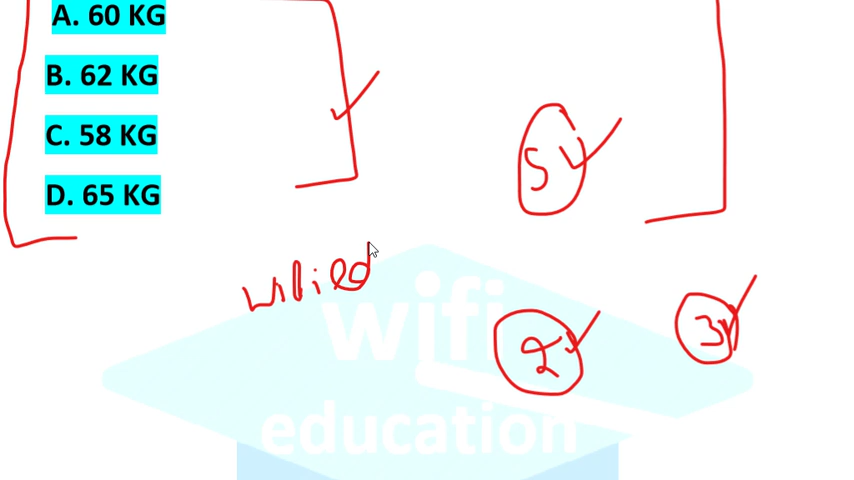 A. 60 KG
B. 62 KG
C. 58 KG
D. 65 KG
5
wified
2
3
wifi
education